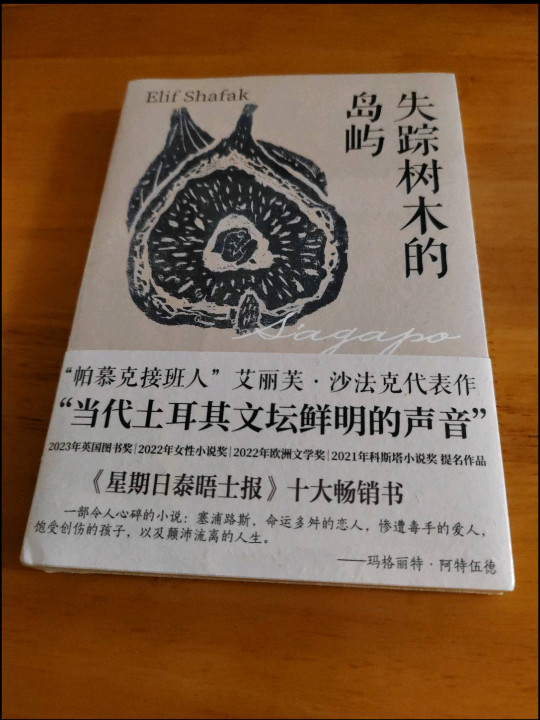 Elif Shafak
失踪树木的
岛屿
S'agapo
“帕慕克接班人”艾丽芙·沙法克代表作
“当代土耳其文坛鲜明的声音”
2023年英国图书奖|2022年女性小说奖|2022年欧洲文学奖|2021年科斯塔小说奖 提名作品
《星期日泰晤士报》十大畅销书
一部令人心碎的小说：塞浦路斯，命运多舛的恋人，惨遭毒手的爱人，
饱受创伤的孩子，以及颠沛流离的人生。
——玛格丽特·阿特伍德